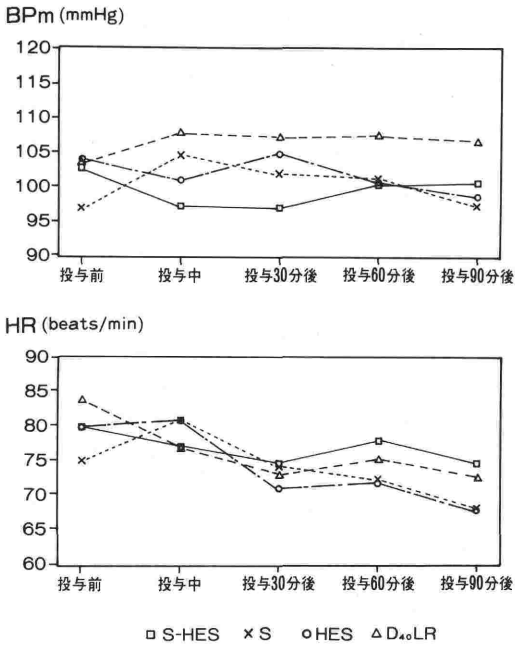 BPm (mmHg)
120
115
110
105
100
95
90
投与前 投与中 投与30分後 投与60分後 投与90分後
HR (beats/min)
90
85
80
75
70
65
60
投与前 投与中 投与30分後 投与60分後 投与90分後
□ S-HES × S ○ HES △ D₄₀LR